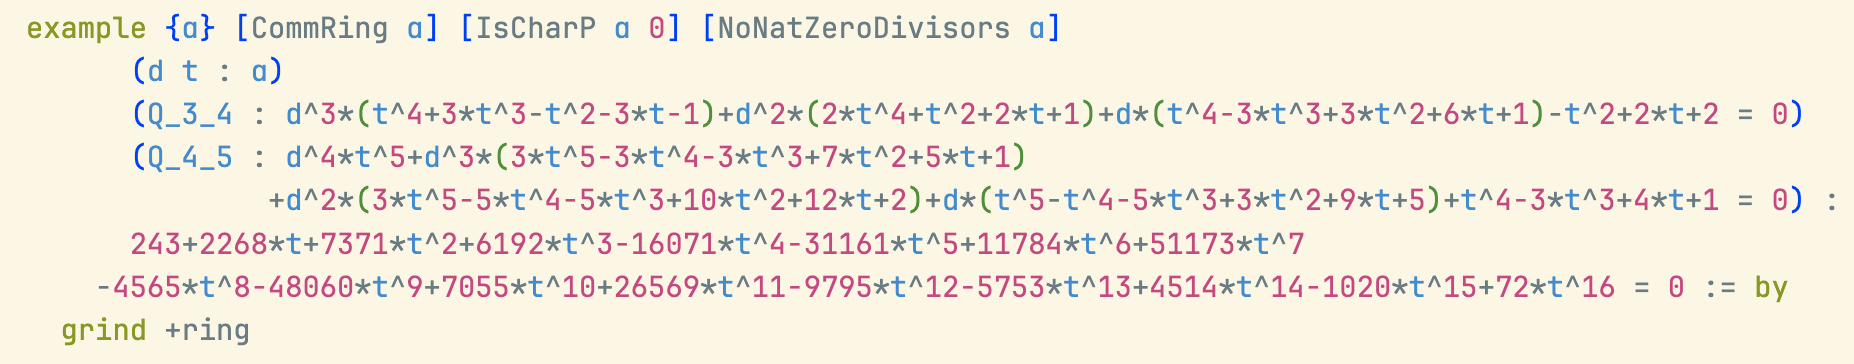 example {a} [CommRing a] [IsCharP a 0] [NoNatZeroDivisors a]
(d t : a)
(Q_3_4 : d^3*(t^4+3*t^3-t^2-3*t-1)+d^2*(2*t^4+t^2+2*t+1)+d*(t^4-3*t^3+3*t^2+6*t+1)-t^2+2*t+2 = 0)
(Q_4_5 : d^4*t^5+d^3*(3*t^5-3*t^4-3*t^3+7*t^2+5*t+1)
+d^2*(3*t^5-5*t^4-5*t^3+10*t^2+12*t+2)+d*(t^5-t^4-5*t^3+3*t^2+9*t+5)+t^4-3*t^3+4*t+1 = 0) :
243+2268*t+7371*t^2+6192*t^3-16071*t^4-31161*t^5+11784*t^6+51173*t^7
-4565*t^8-48060*t^9+7055*t^10+26569*t^11-9795*t^12-5753*t^13+4514*t^14-1020*t^15+72*t^16 = 0 := by
grind +ring